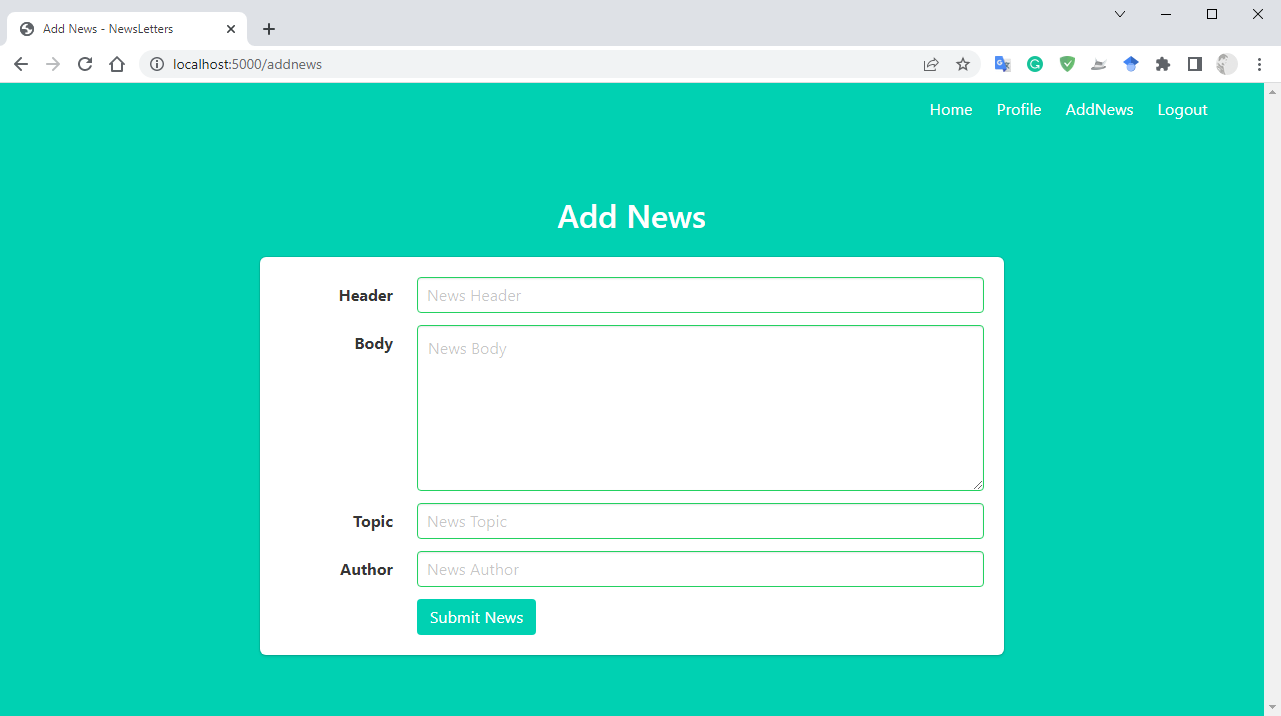 Add News - NewsLetters
localhost:5000/addnews
Home Profile AddNews Logout
Add News
Header News Header
Body News Body
Topic News Topic
Author News Author
Submit News